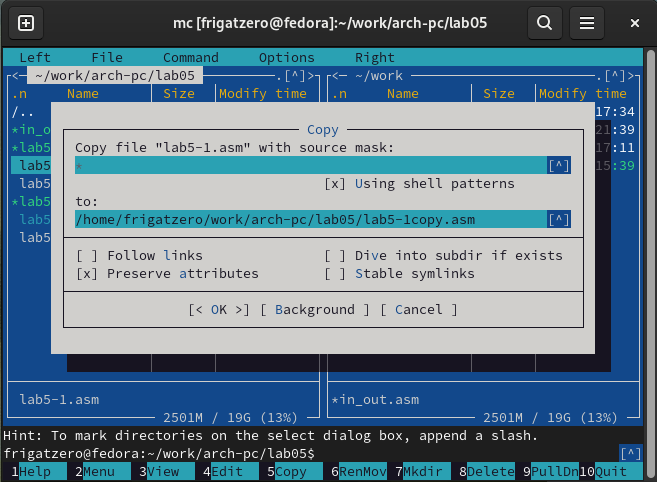 mc [frigatzero@fedora]:~/work/arch-pc/lab05
Left File Command Options Right
<─ ~/work/arch-pc/lab05 .[^]> <─ ~/work .[^]>
.n Name Size Modify time .n Name Size Modify time
/.. 17:34
*in_o 21:39
*lab5 17:11
lab5 15:39
lab5
*lab5
lab5
lab5
Copy
Copy file "lab5-1.asm" with source mask:
* [^]
[x] Using shell patterns
to:
/home/frigatzero/work/arch-pc/lab05/lab5-1copy.asm [^]
[ ] Follow links [ ] Dive into subdir if exists
[x] Preserve attributes [ ] Stable symlinks
[< OK >] [ Background ] [ Cancel ]
lab5-1.asm *in_out.asm
2501M / 19G (13%) 2501M / 19G (13%)
Hint: To mark directories on the select dialog box, append a slash.
frigatzero@fedora:~/work/arch-pc/lab05$ [^]
1Help 2Menu 3View 4Edit 5Copy 6RenMov 7Mkdir 8Delete 9PullDn 10Quit